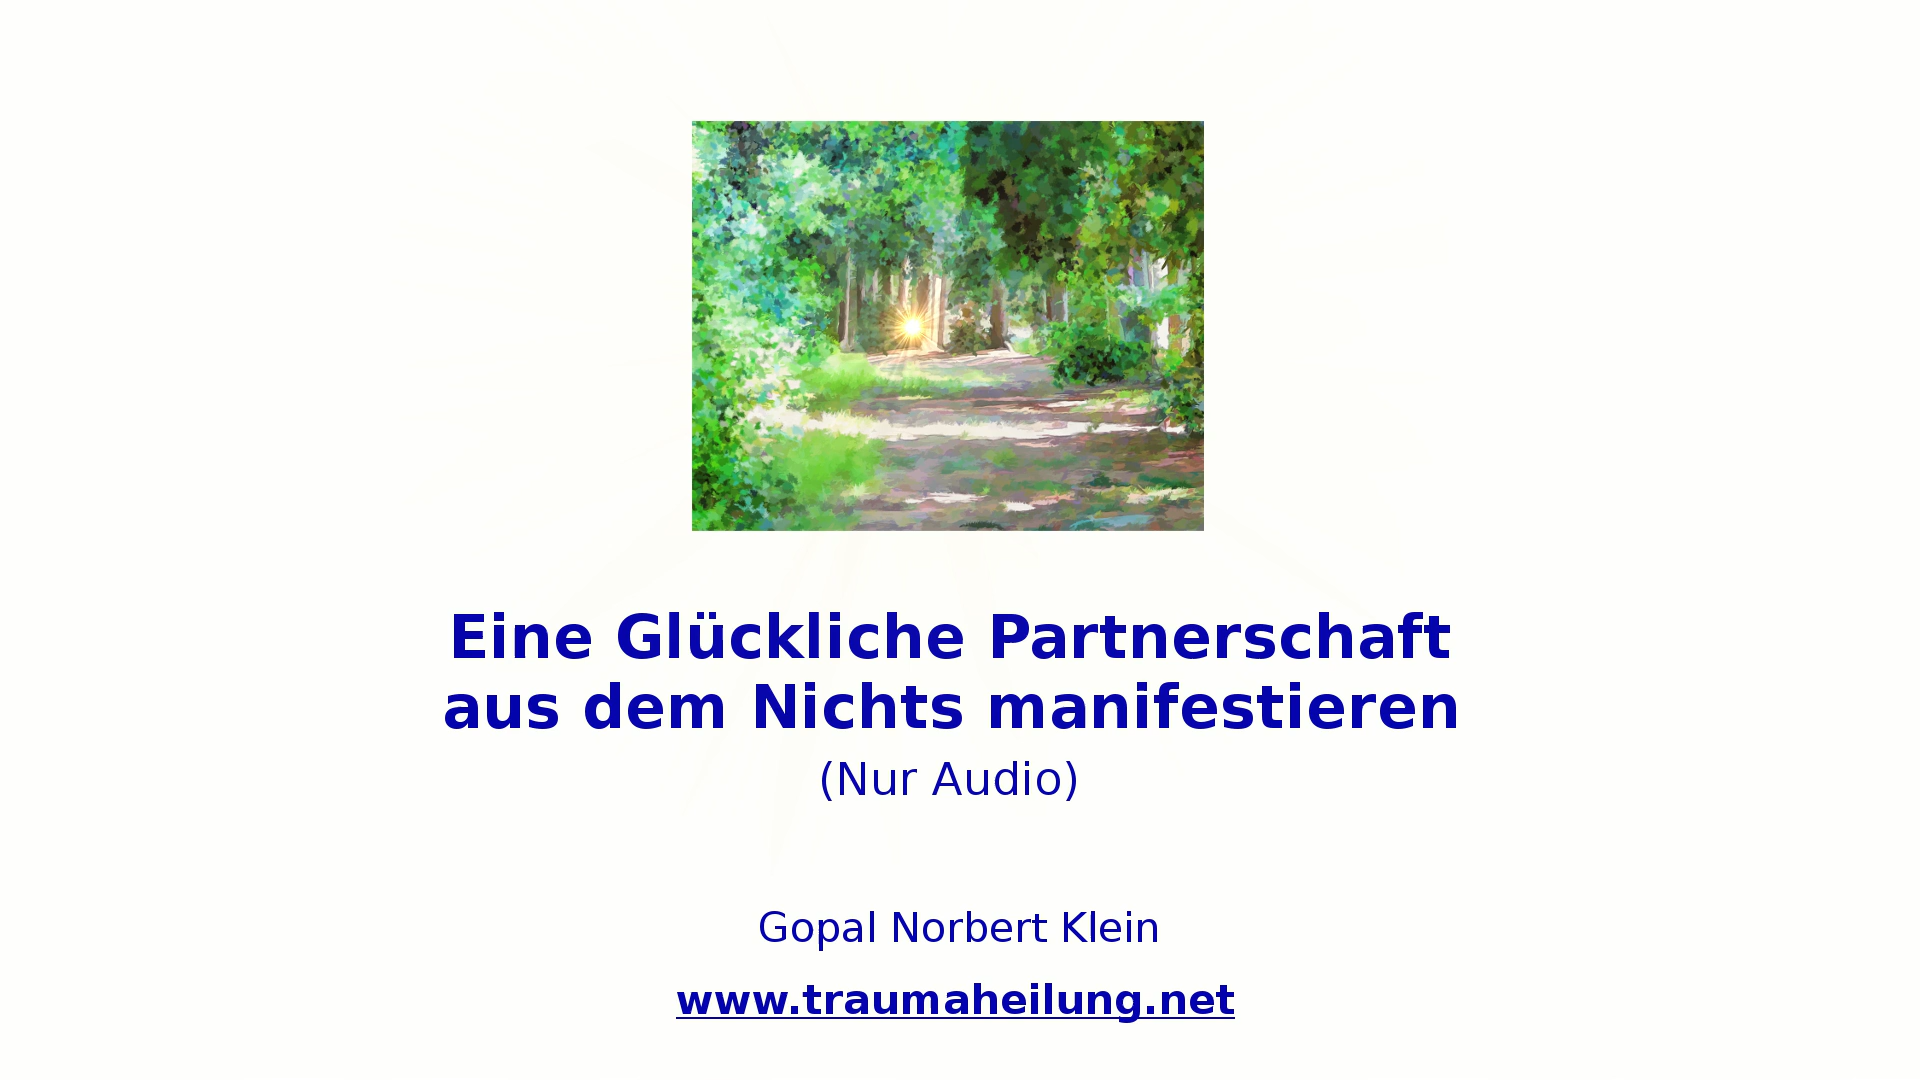 Eine Glückliche Partnerschaft
aus dem Nichts manifestieren
(Nur Audio)
Gopal Norbert Klein
www.traumaheilung.net